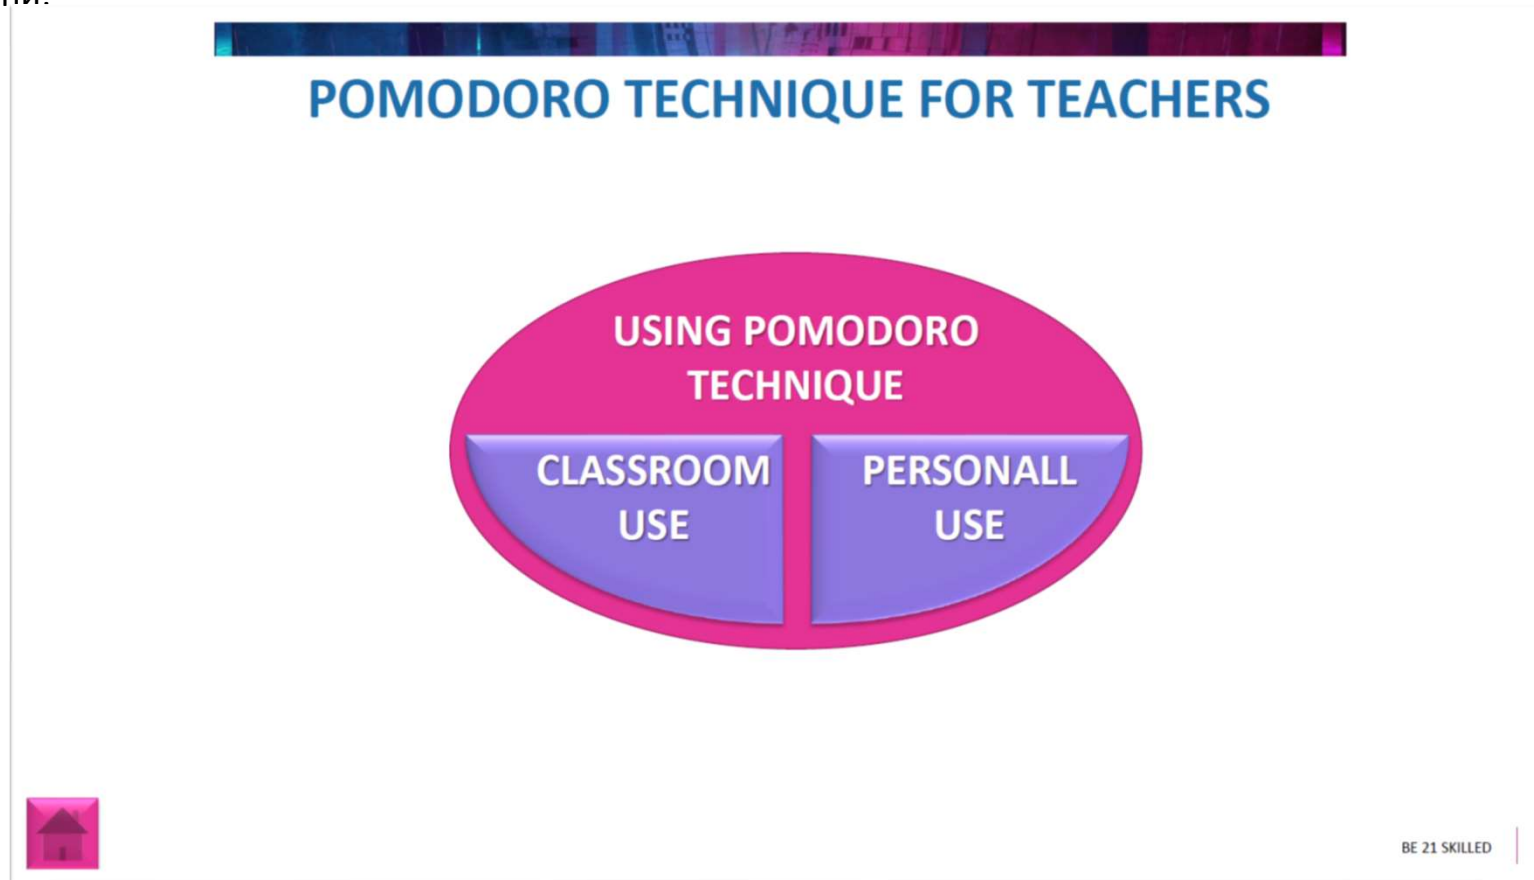 POMODORO TECHNIQUE FOR TEACHERS
USING POMODORO
TECHNIQUE
CLASSROOM
USE
PERSONALL
USE
BE 21 SKILLED